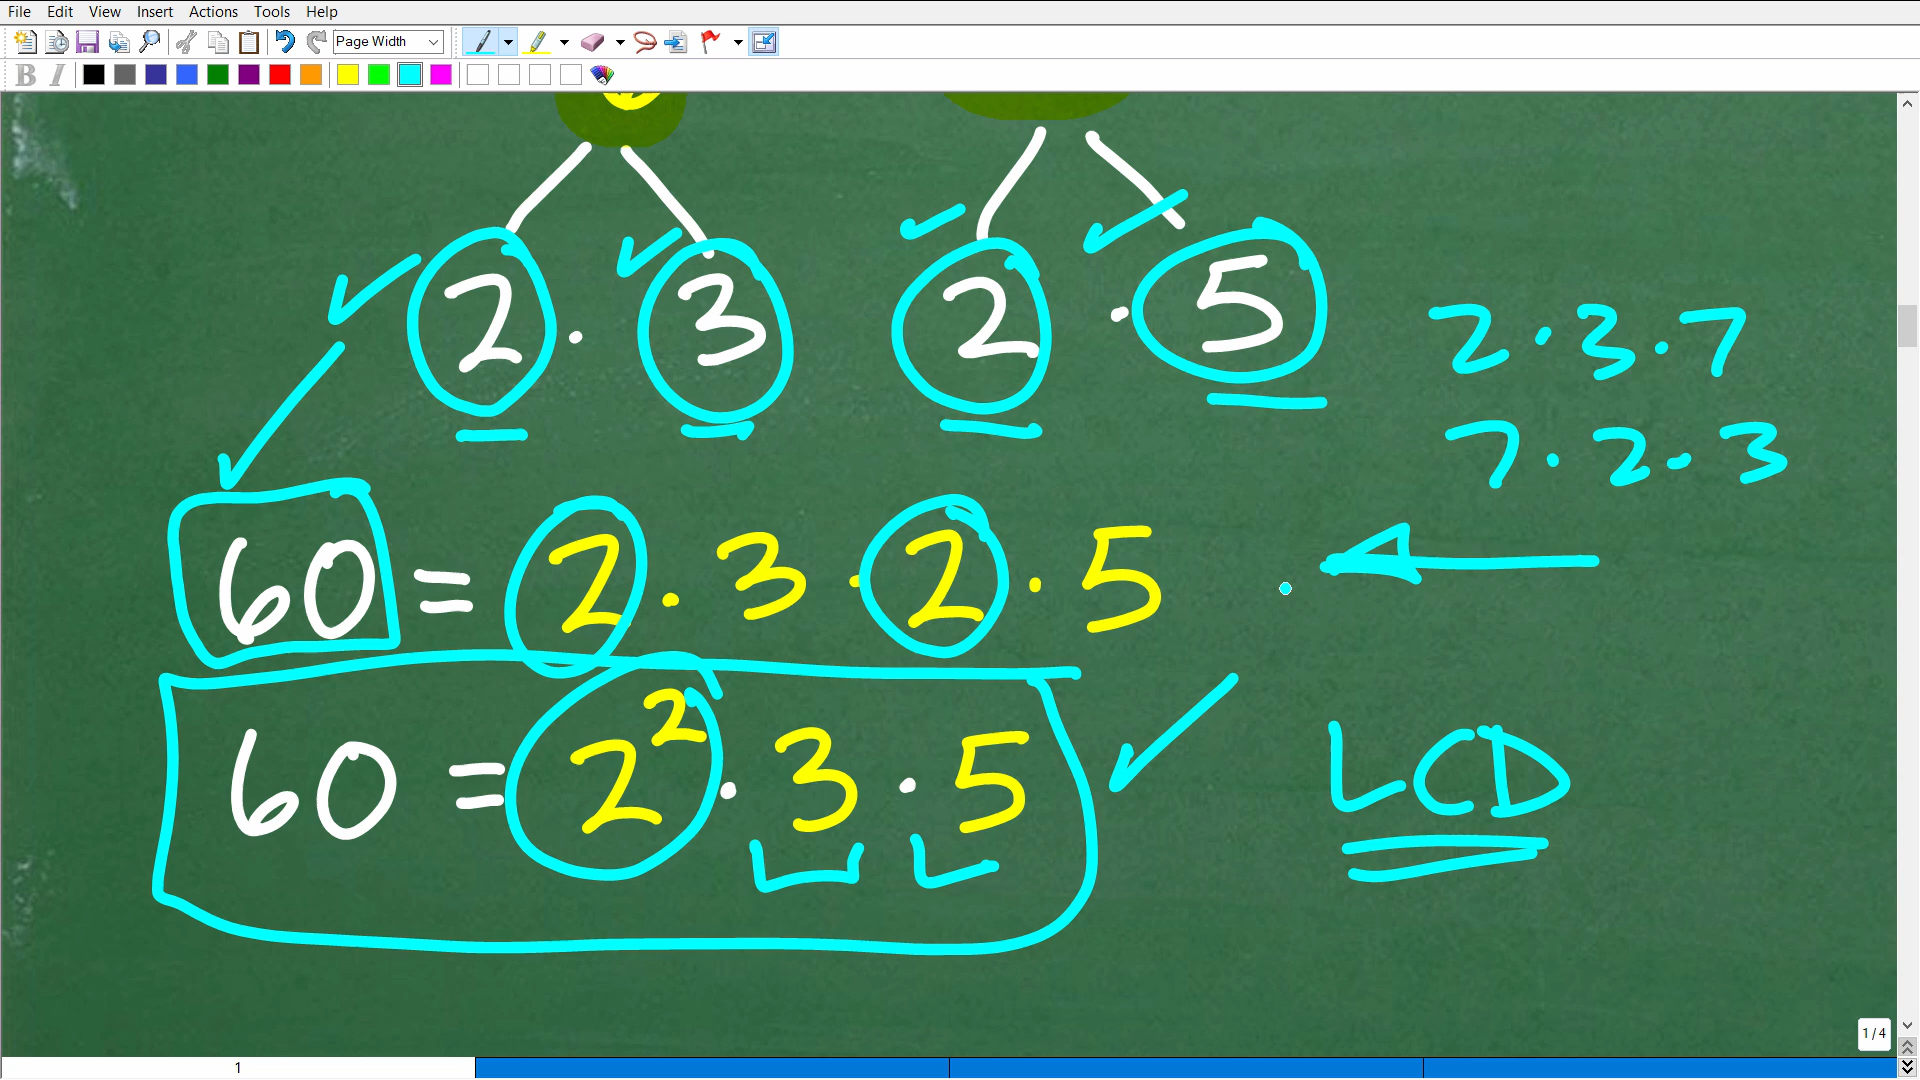 File Edit View Insert Actions Tools Help
Page Width
B I
2 · 3 2 · 5
2 · 3 · 7
7 · 2 · 3
60 = 2 · 3 · 2 · 5
60 = 2² · 3 · 5
LCD
1 / 4
1